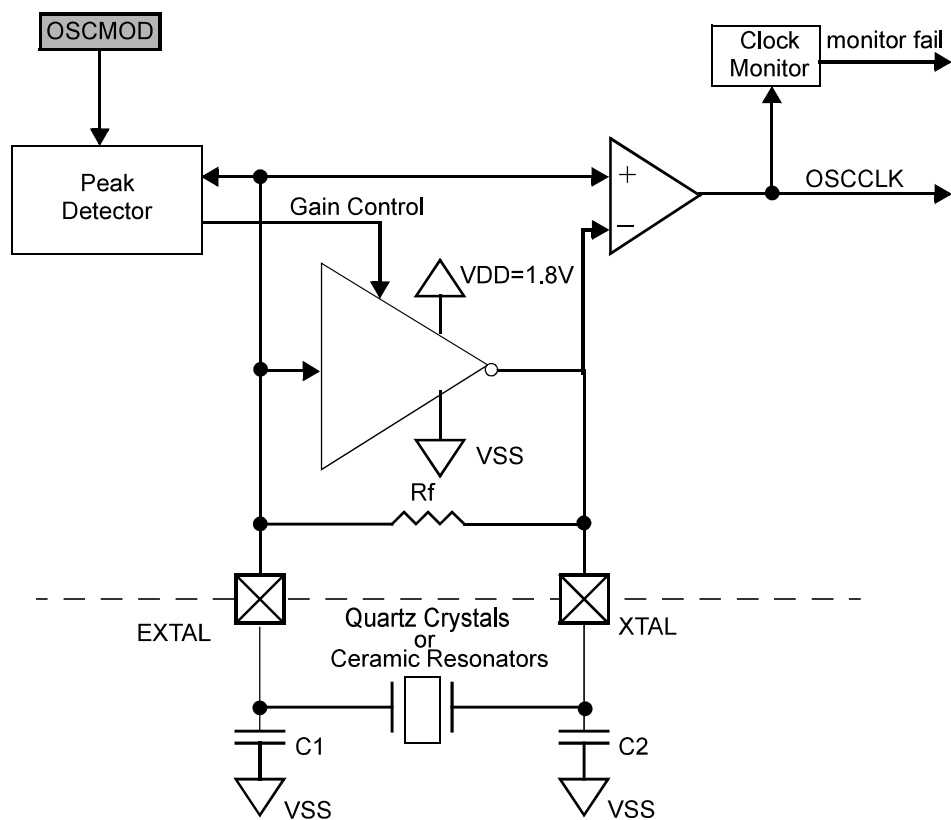 OSCMOD
Clock
Monitor
monitor fail
Peak
Detector
+
OSCCLK
Gain Control
−
VDD=1.8V
VSS
Rf
EXTAL
Quartz Crystals
or
Ceramic Resonators
XTAL
C1
C2
VSS
VSS